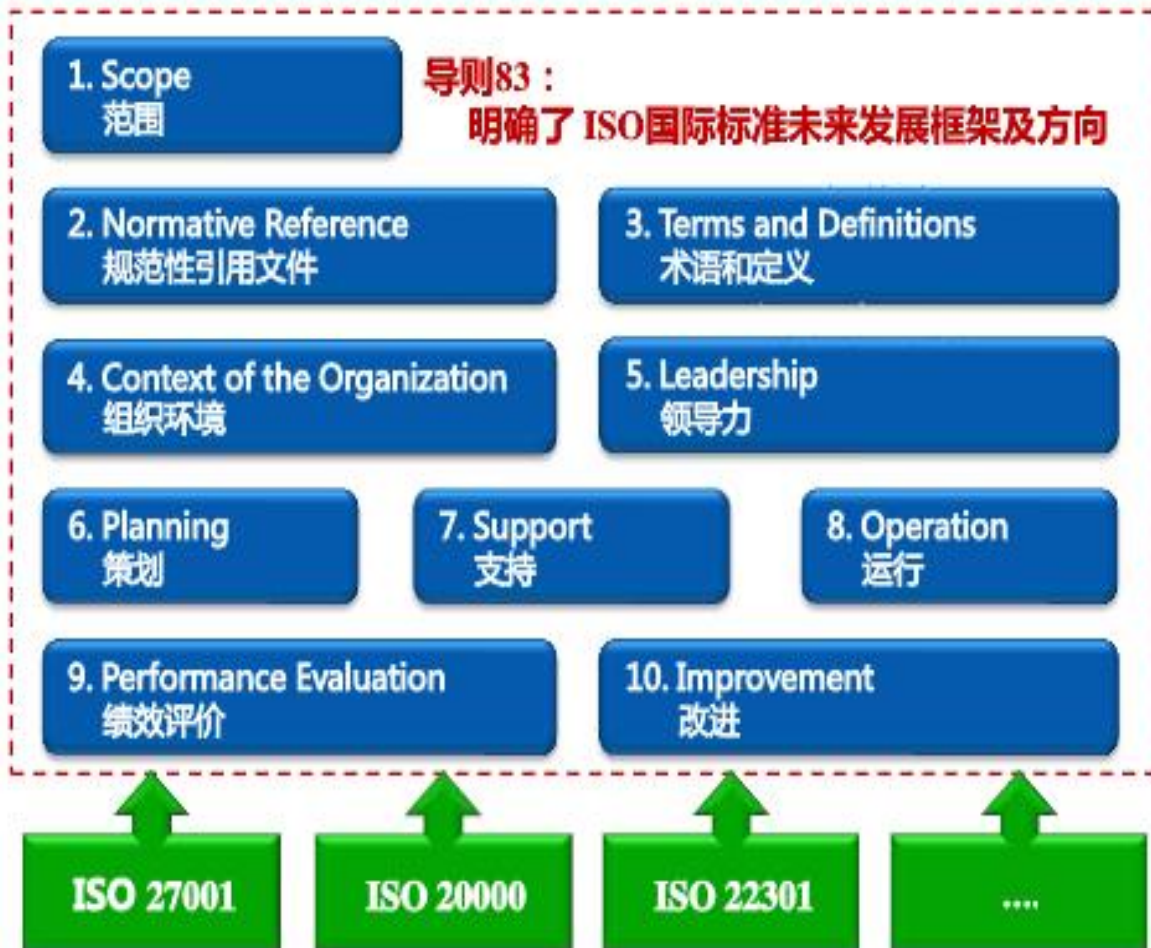 1. Scope
范围
导则83：
明确了 ISO国际标准未来发展框架及方向
2. Normative Reference
规范性引用文件
3. Terms and Definitions
术语和定义
4. Context of the Organization
组织环境
5. Leadership
领导力
6. Planning
策划
7. Support
支持
8. Operation
运行
9. Performance Evaluation
绩效评价
10. Improvement
改进
ISO 27001
ISO 20000
ISO 22301
....